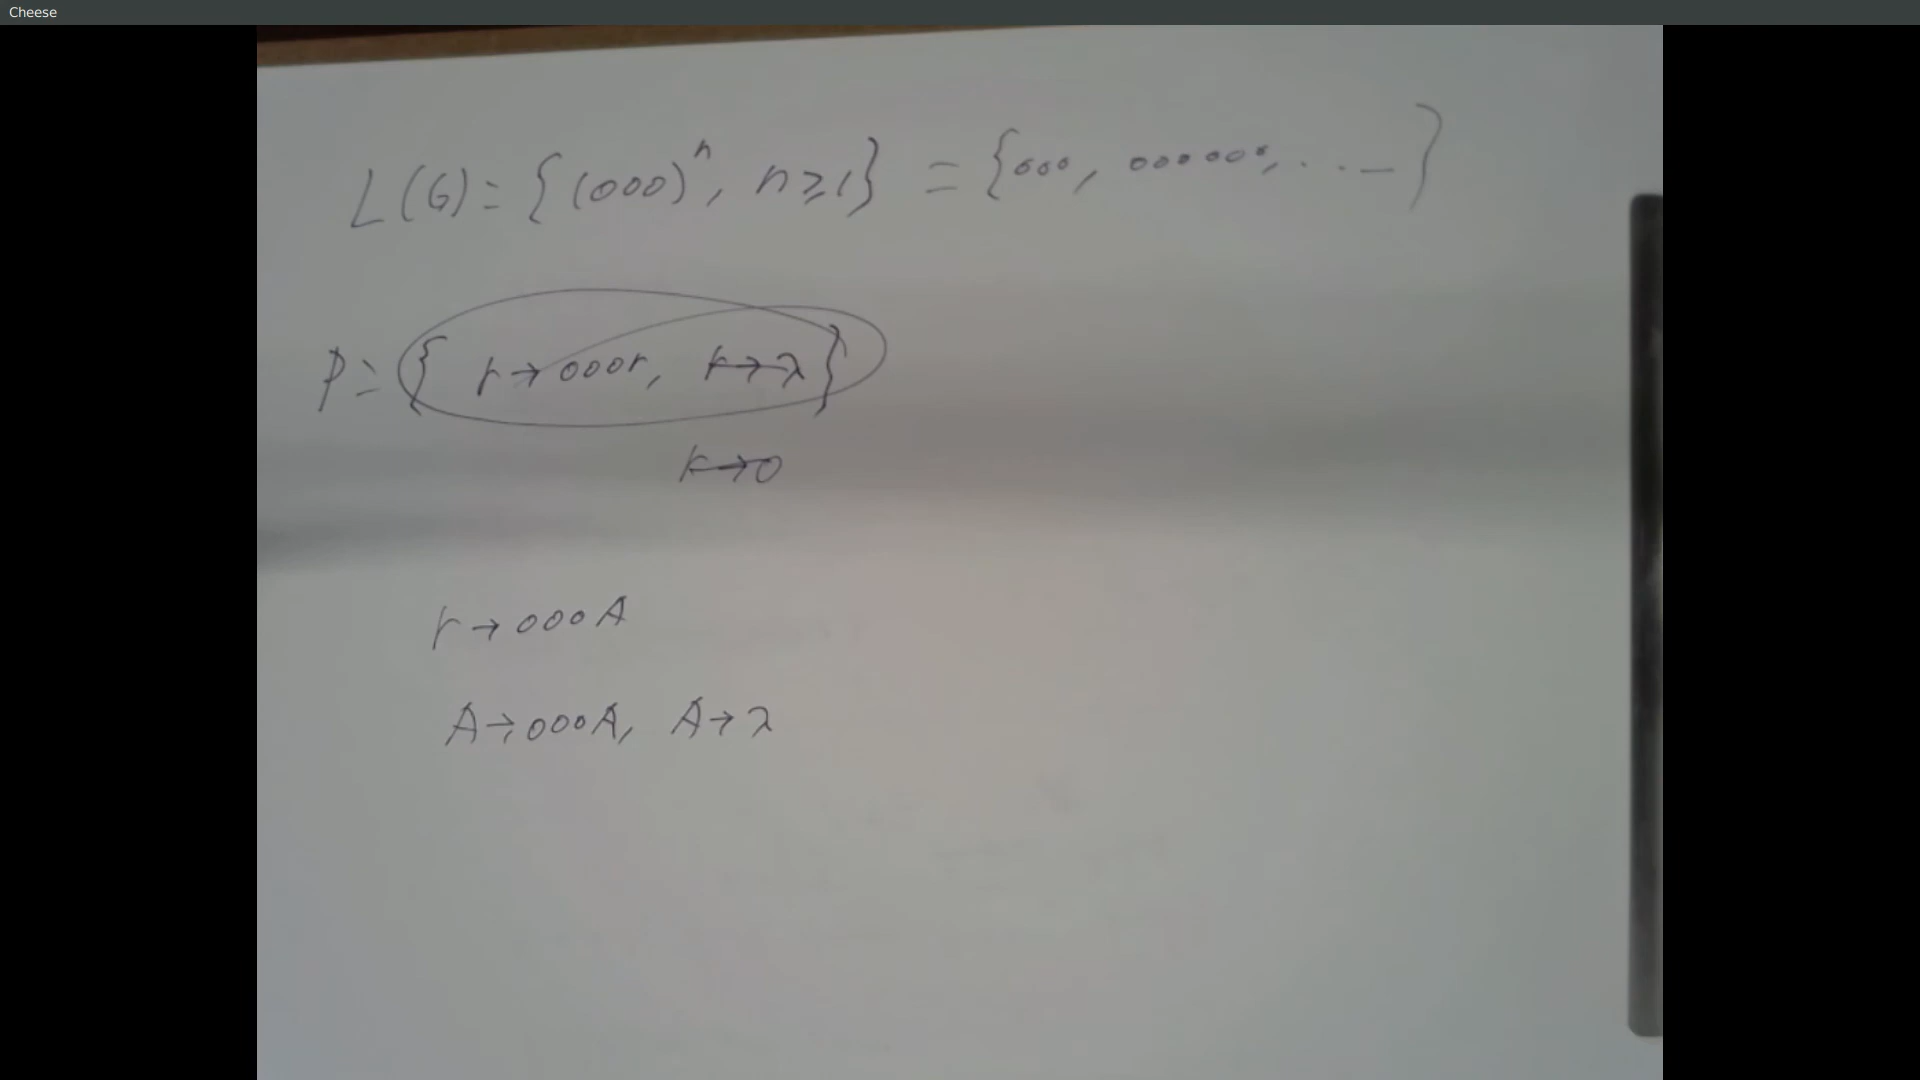 Cheese
L(G)= {(000)ⁿ, n≥1} = {000, 000000, . . _ }
P= { r→000r, r→λ}
r→0
r→000A
A→000A, A→λ